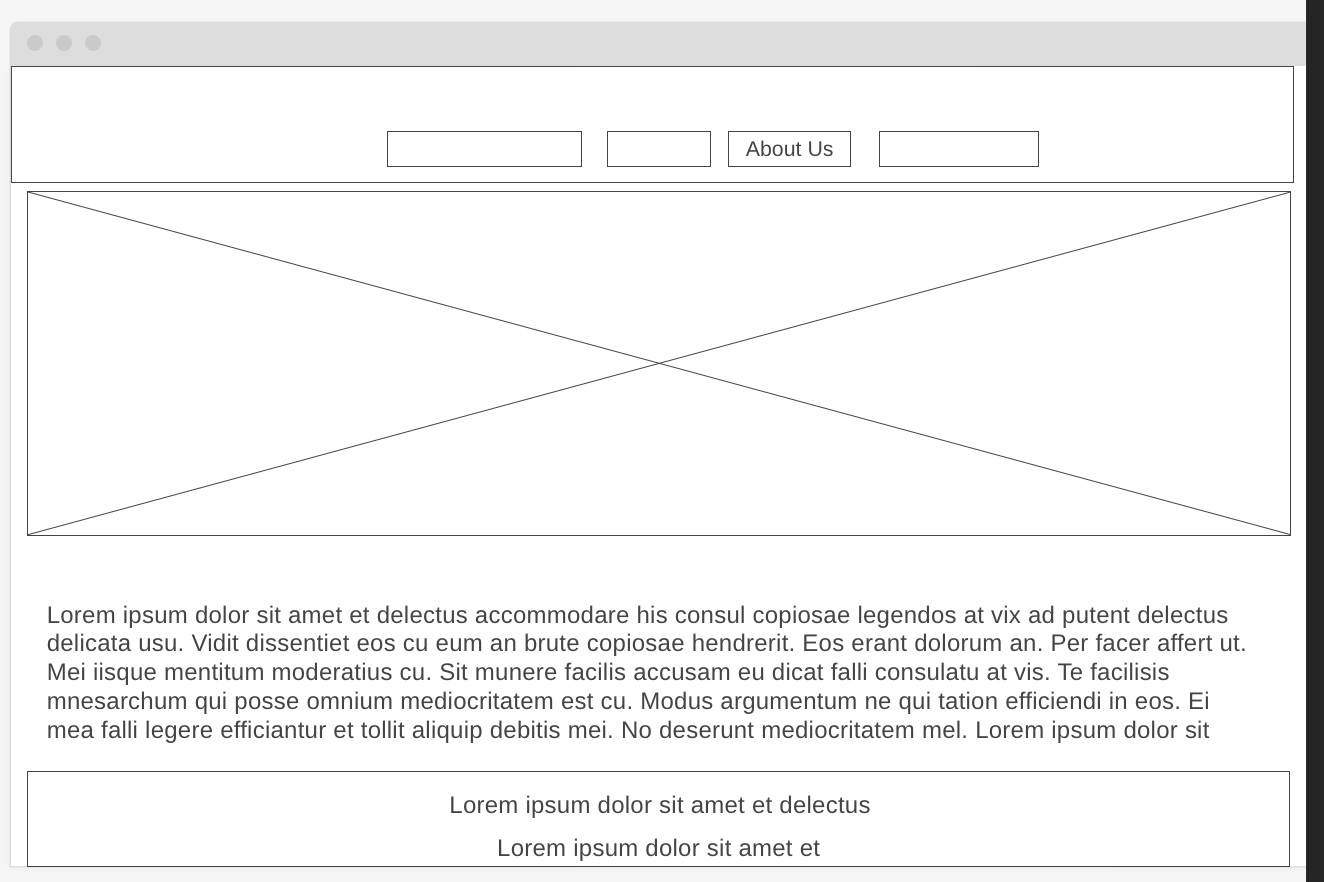 About Us
Lorem ipsum dolor sit amet et delectus accommodare his consul copiosae legendos at vix ad putent delectus
delicata usu. Vidit dissentiet eos cu eum an brute copiosae hendrerit. Eos erant dolorum an. Per facer affert ut.
Mei iisque mentitum moderatius cu. Sit munere facilis accusam eu dicat falli consulatu at vis. Te facilisis
mnesarchum qui posse omnium mediocritatem est cu. Modus argumentum ne qui tation efficiendi in eos. Ei
mea falli legere efficiantur et tollit aliquip debitis mei. No deserunt mediocritatem mel. Lorem ipsum dolor sit
Lorem ipsum dolor sit amet et delectus
Lorem ipsum dolor sit amet et